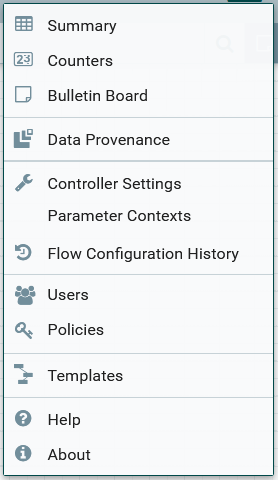 Summary
Counters
Bulletin Board
Data Provenance
Controller Settings
Parameter Contexts
Flow Configuration History
Users
Policies
Templates
Help
About